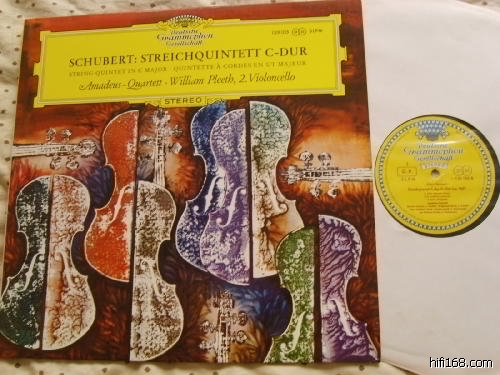 Deutsche
Grammophon
Gesellschaft
SCHUBERT: STREICHQUINTETT C-DUR
STRING QUINTET IN C MAJOR · QUINTETTE À CORDES EN UT MAJEUR
Amadeus-Quartett · William Pleeth, 2. Violoncello
STEREO
Deutsche
Grammophon
Gesellschaft
hifi168.com